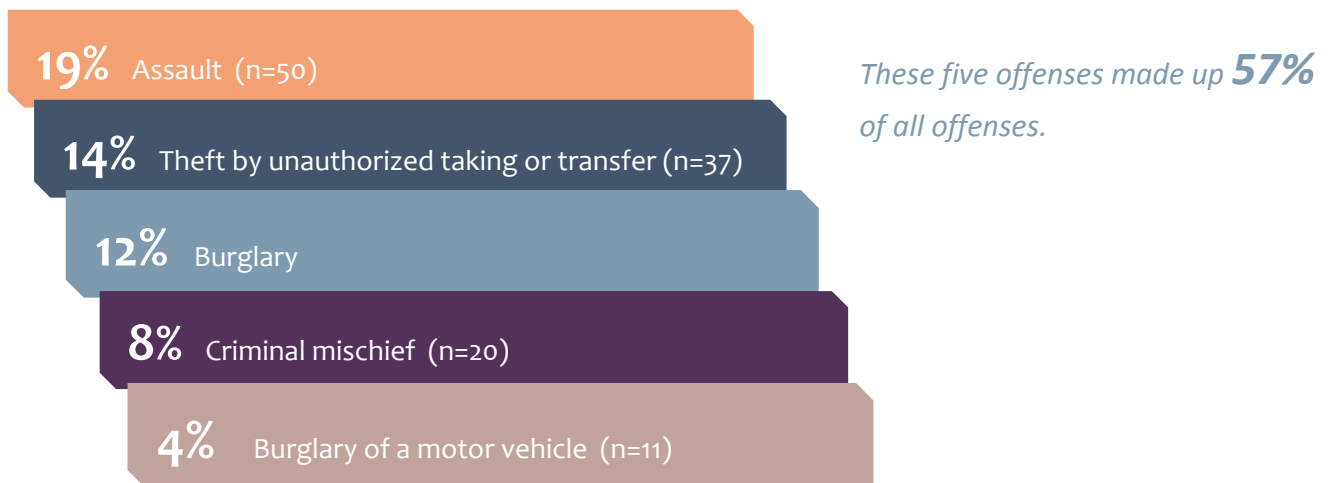 19% Assault (n=50)
These five offenses made up 57%
of all offenses.
14% Theft by unauthorized taking or transfer (n=37)
12% Burglary
8% Criminal mischief (n=20)
4% Burglary of a motor vehicle (n=11)